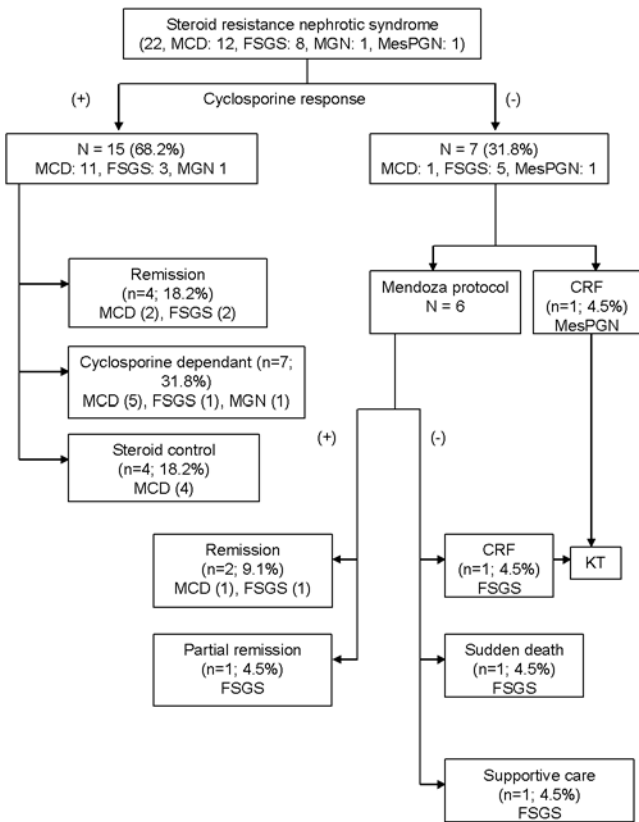 Steroid resistance nephrotic syndrome
(22, MCD: 12, FSGS: 8, MGN: 1, MesPGN: 1)
(+)
Cyclosporine response
(-)
N = 15 (68.2%)
MCD: 11, FSGS: 3, MGN 1
N = 7 (31.8%)
MCD: 1, FSGS: 5, MesPGN: 1
Remission
(n=4; 18.2%)
MCD (2), FSGS (2)
Cyclosporine dependant (n=7;
31.8%)
MCD (5), FSGS (1), MGN (1)
Steroid control
(n=4; 18.2%)
MCD (4)
Mendoza protocol
N = 6
CRF
(n=1; 4.5%)
MesPGN
(+)
(-)
Remission
(n=2; 9.1%)
MCD (1), FSGS (1)
Partial remission
(n=1; 4.5%)
FSGS
CRF
(n=1; 4.5%)
FSGS
KT
Sudden death
(n=1; 4.5%)
FSGS
Supportive care
(n=1; 4.5%)
FSGS